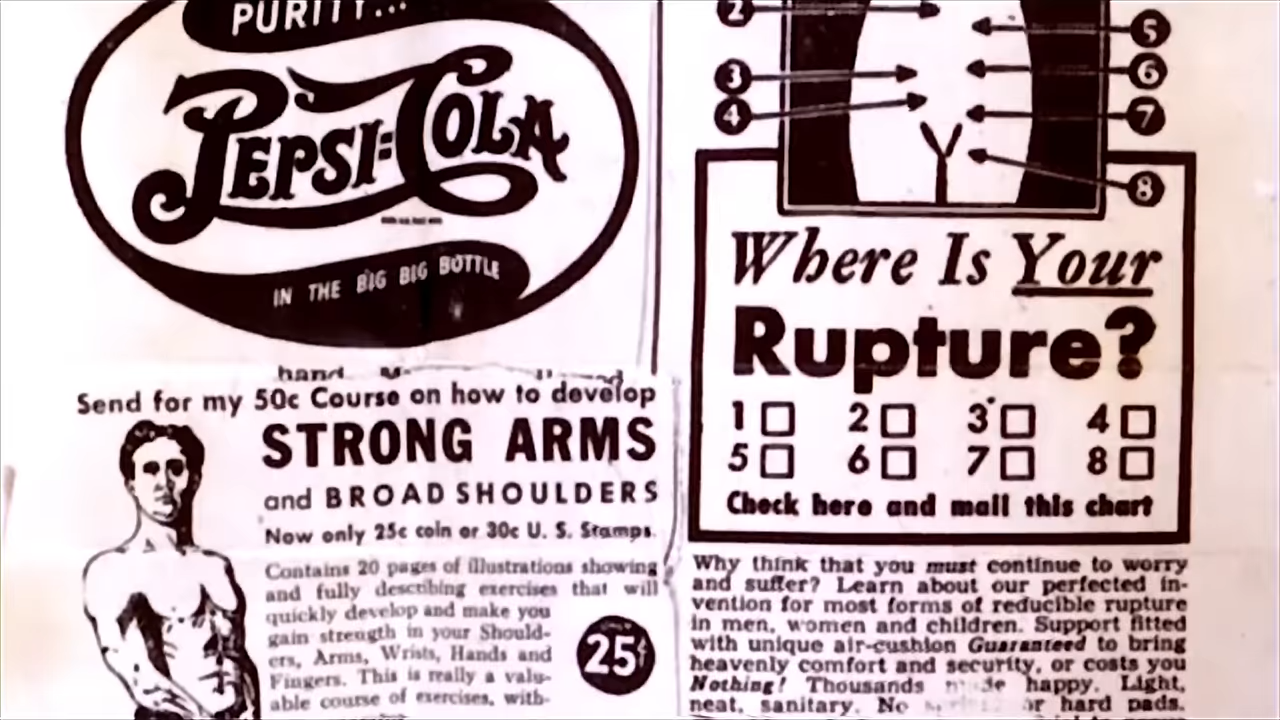 PURITY...
PEPSI=COLA
IN THE BIG BIG BOTTLE
hand
Send for my 50c Course on how to develop
STRONG ARMS
and BROAD SHOULDERS
Now only 25c coin or 30c U. S. Stamps.
Contains 20 pages of illustrations showing
and fully describing exercises that will
quickly develop and make you
gain strength in your Should-
ers, Arms, Wrists, Hands and
Fingers. This is really a valu-
able course of exercises, with-
25¢
2
5
3
6
4
7
8
Where Is Your
Rupture?
1 □ 2 □ 3 □ 4 □
5 □ 6 □ 7 □ 8 □
Check here and mail this chart
Why think that you must continue to worry
and suffer? Learn about our perfected in-
vention for most forms of reducible rupture
in men, women and children. Support fitted
with unique air-cushion Guaranteed to bring
heavenly comfort and security, or costs you
Nothing! Thousands made happy. Light,
neat, sanitary. No or hard pads.